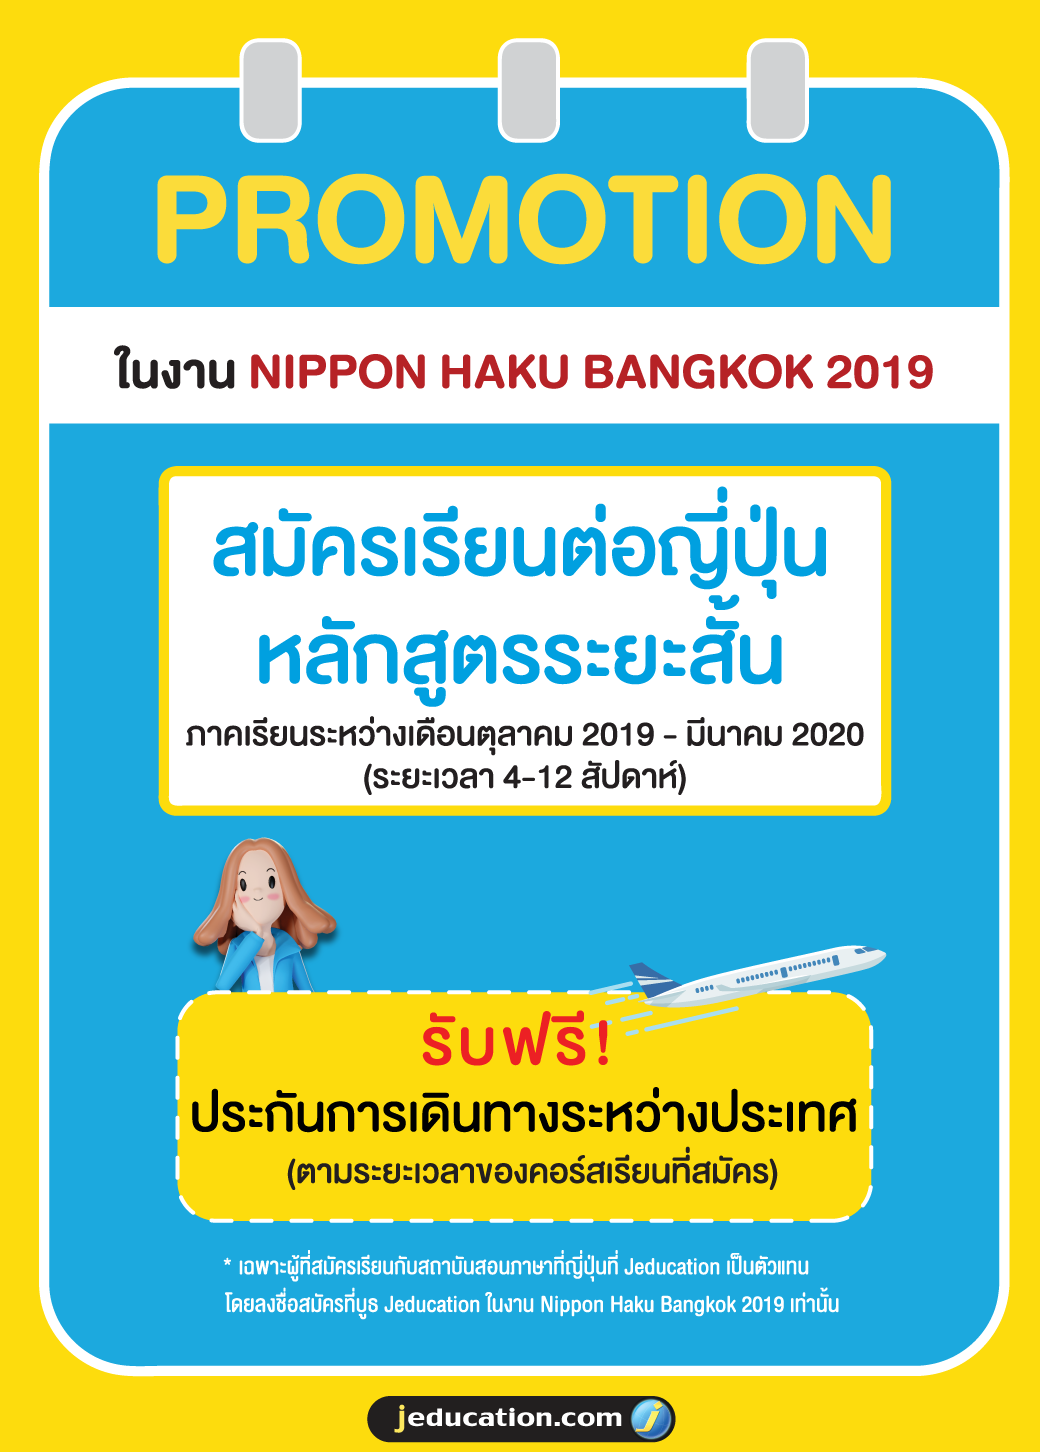 PROMOTION
ในงาน NIPPON HAKU BANGKOK 2019
สมัครเรียนต่อญี่ปุ่น
หลักสูตรระยะสั้น
ภาคเรียนระหว่างเดือนตุลาคม 2019 - มีนาคม 2020
(ระยะเวลา 4-12 สัปดาห์)
รับฟรี!
ประกันการเดินทางระหว่างประเทศ
(ตามระยะเวลาของคอร์สเรียนที่สมัคร)
* เฉพาะผู้ที่สมัครเรียนกับสถาบันสอนภาษาที่ญี่ปุ่นที่ Jeducation เป็นตัวแทน
โดยลงชื่อสมัครที่บูธ Jeducation ในงาน Nippon Haku Bangkok 2019 เท่านั้น
jeducation.com j